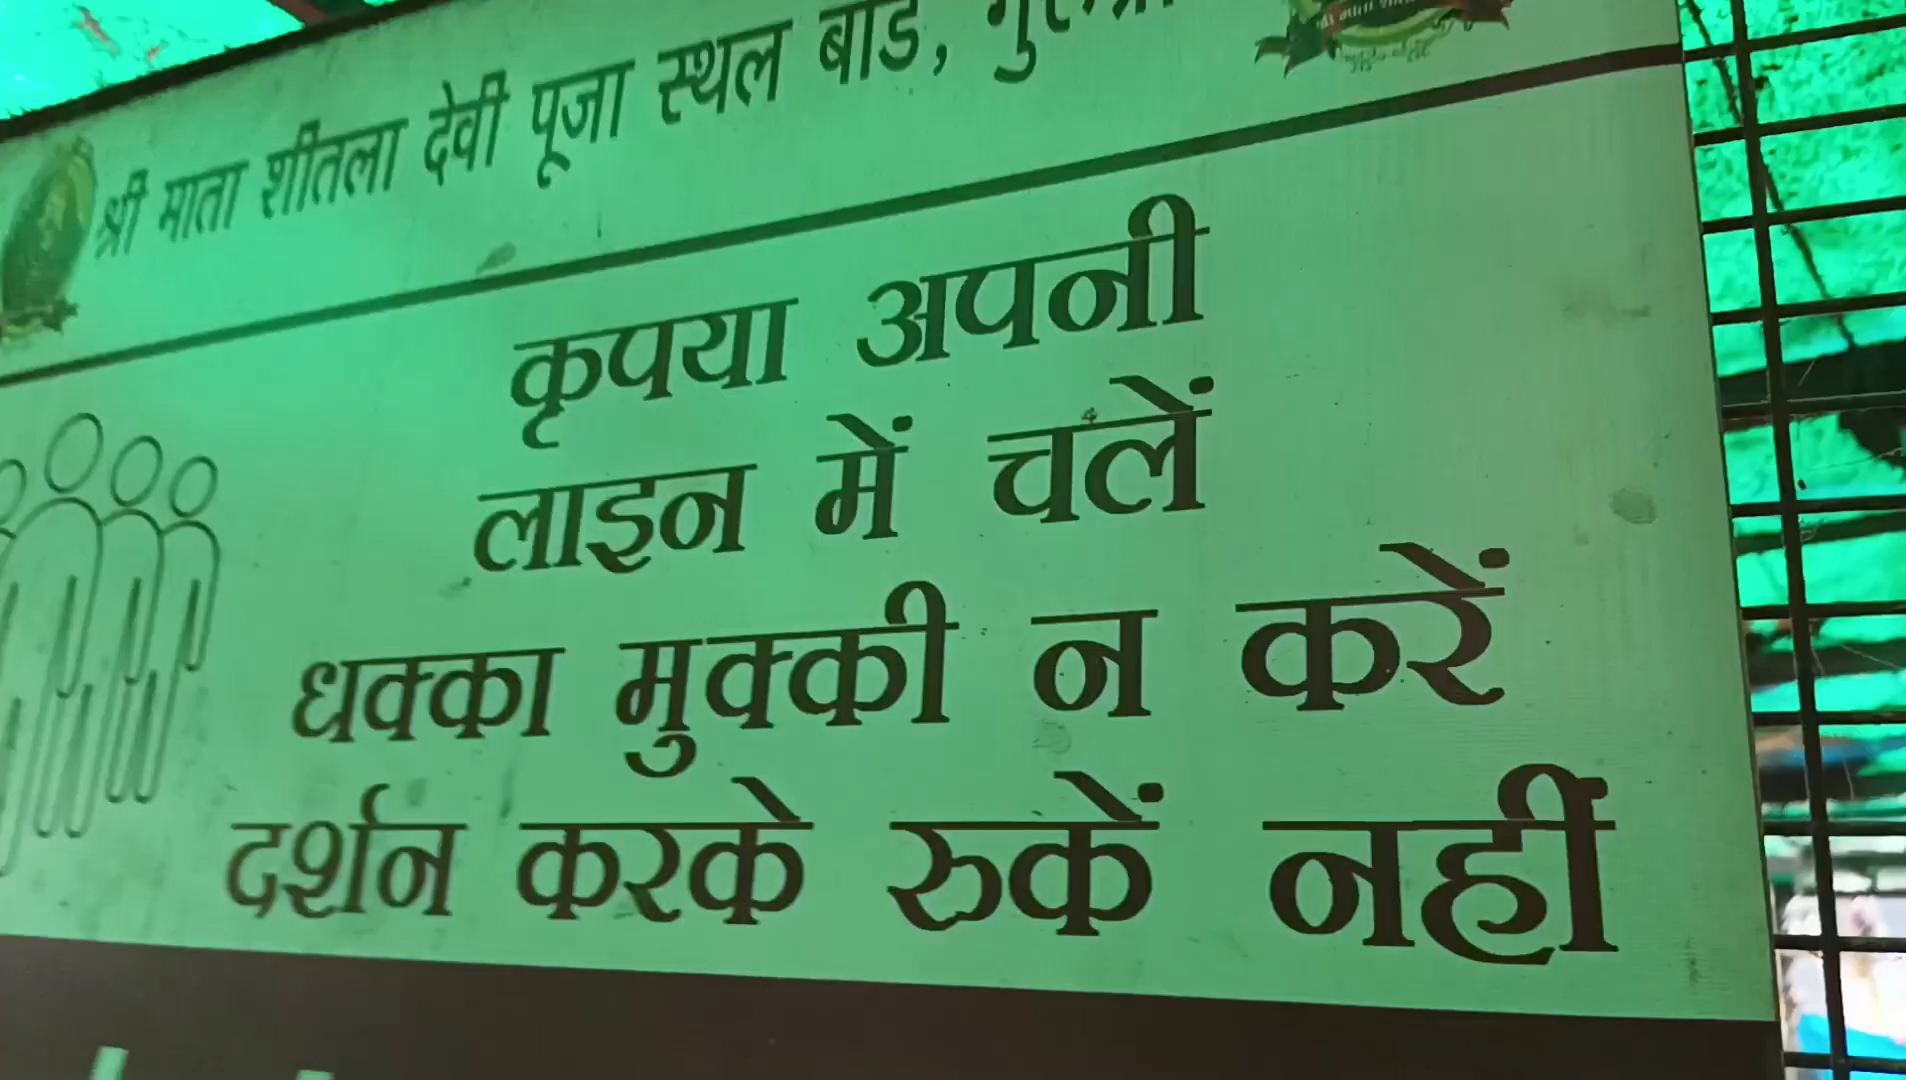 श्री माता शीतला देवी पूजा स्थल बोर्ड,
कृपया अपनी
लाइन में चलें
धक्का मुक्की न करें
दर्शन करके रुकें नहीं